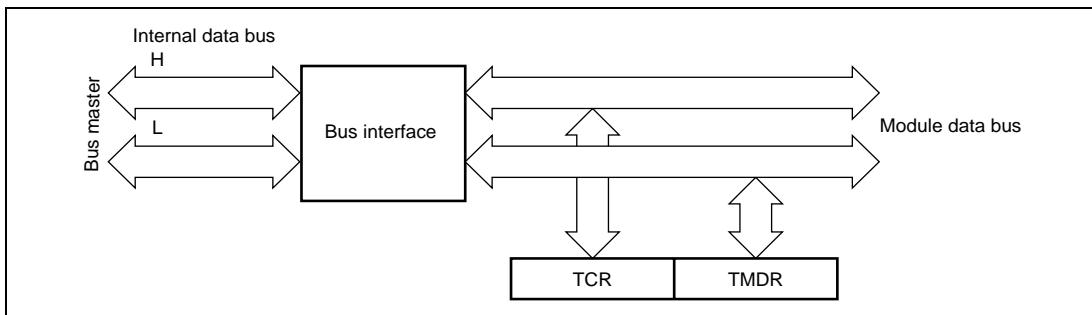 Internal data bus
H
Bus master
L
Bus interface
Module data bus
TCR
TMDR